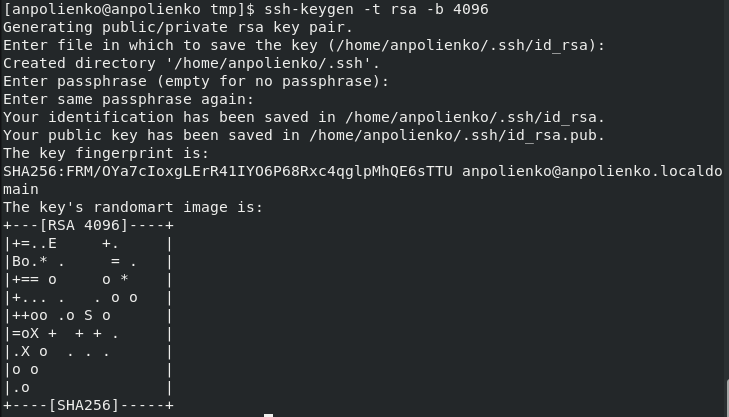 [anpolienko@anpolienko tmp]$ ssh-keygen -t rsa -b 4096
Generating public/private rsa key pair.
Enter file in which to save the key (/home/anpolienko/.ssh/id_rsa):
Created directory '/home/anpolienko/.ssh'.
Enter passphrase (empty for no passphrase):
Enter same passphrase again:
Your identification has been saved in /home/anpolienko/.ssh/id_rsa.
Your public key has been saved in /home/anpolienko/.ssh/id_rsa.pub.
The key fingerprint is:
SHA256:FRM/OYa7cIoxgLErR41IYO6P68Rxc4qglpMhQE6sTTU anpolienko@anpolienko.localdo
main
The key's randomart image is:
+---[RSA 4096]----+
|+=..E     +.     |
|Bo.* .     = .   |
|+== o     o *    |
|+... .   . o o   |
|++oo .o S o      |
|=oX +  + + .     |
|.X o  . . .      |
|o o              |
|.o               |
+----[SHA256]-----+